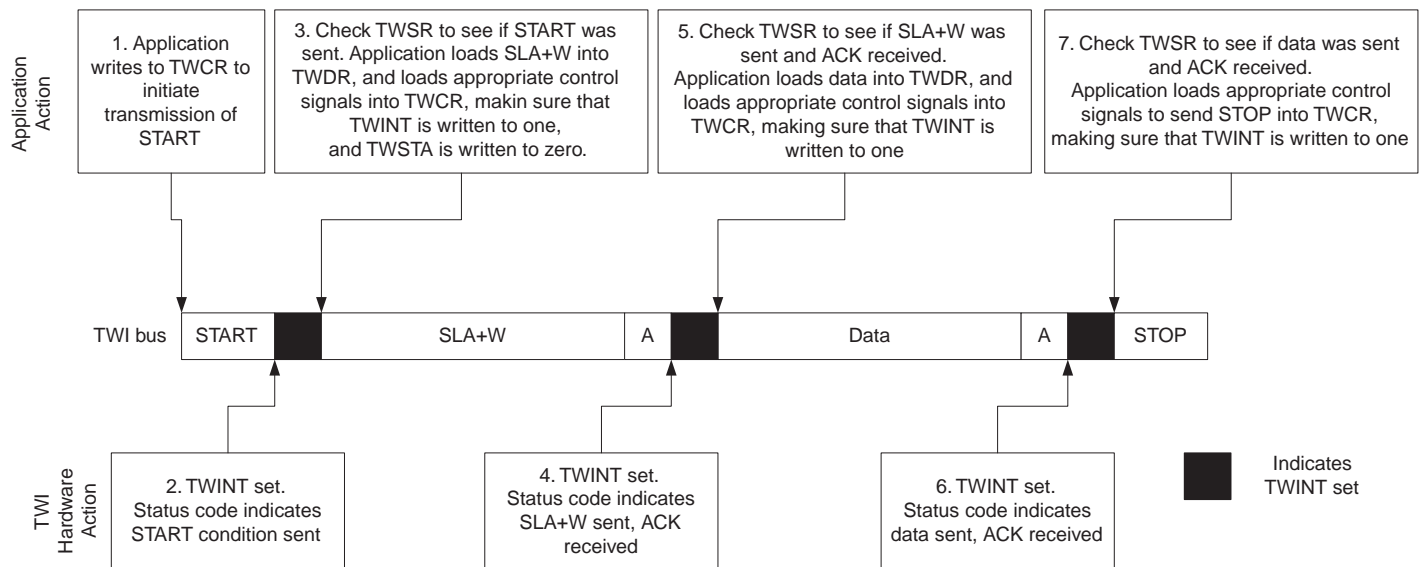 Application
Action
1. Application
writes to TWCR to
initiate
transmission of
START
3. Check TWSR to see if START was
sent. Application loads SLA+W into
TWDR, and loads appropriate control
signals into TWCR, makin sure that
TWINT is written to one,
and TWSTA is written to zero.
5. Check TWSR to see if SLA+W was
sent and ACK received.
Application loads data into TWDR, and
loads appropriate control signals into
TWCR, making sure that TWINT is
written to one
7. Check TWSR to see if data was sent
and ACK received.
Application loads appropriate control
signals to send STOP into TWCR,
making sure that TWINT is written to one
TWI bus
START
SLA+W
A
Data
A
STOP
TWI
Hardware
Action
2. TWINT set.
Status code indicates
START condition sent
4. TWINT set.
Status code indicates
SLA+W sent, ACK
received
6. TWINT set.
Status code indicates
data sent, ACK received
Indicates
TWINT set